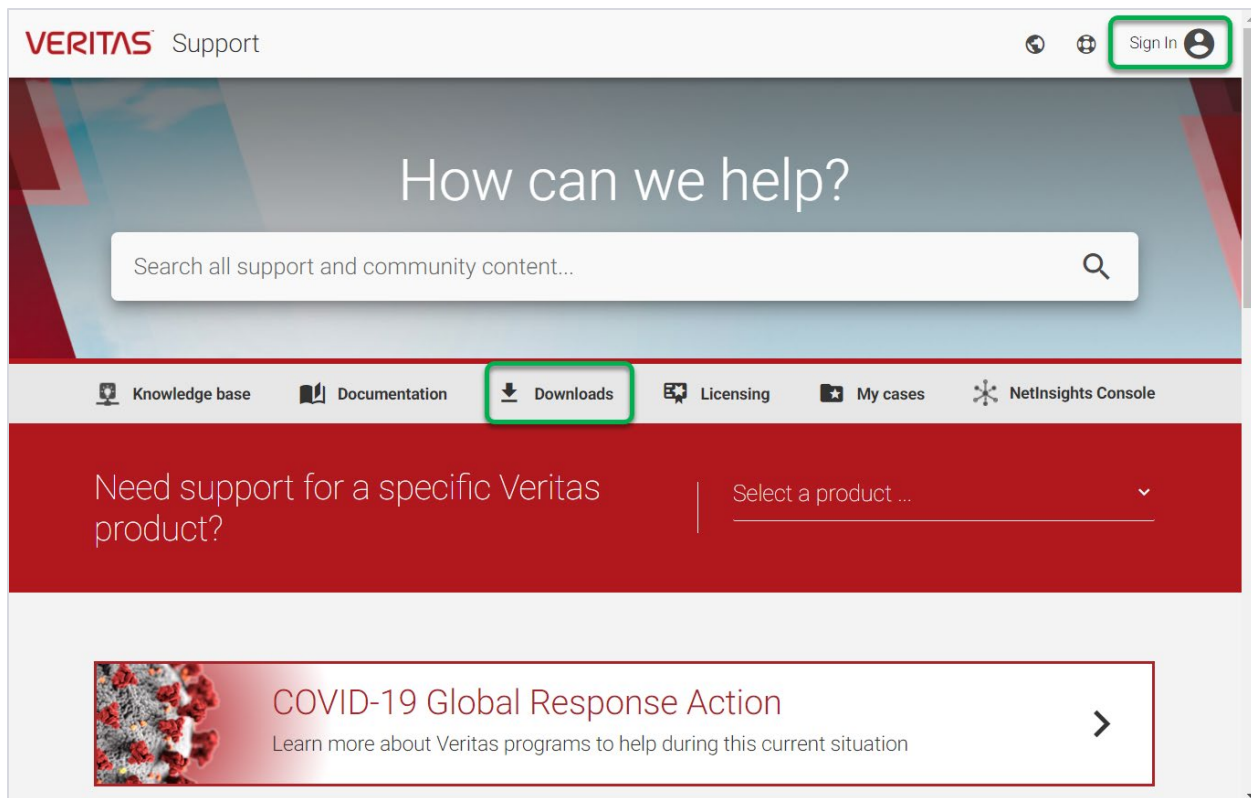 VERITAS Support
Sign In
How can we help?
Search all support and community content...
Knowledge base
Documentation
Downloads
Licensing
My cases
NetInsights Console
Need support for a specific Veritas
product?
Select a product ...
COVID-19 Global Response Action
Learn more about Veritas programs to help during this current situation